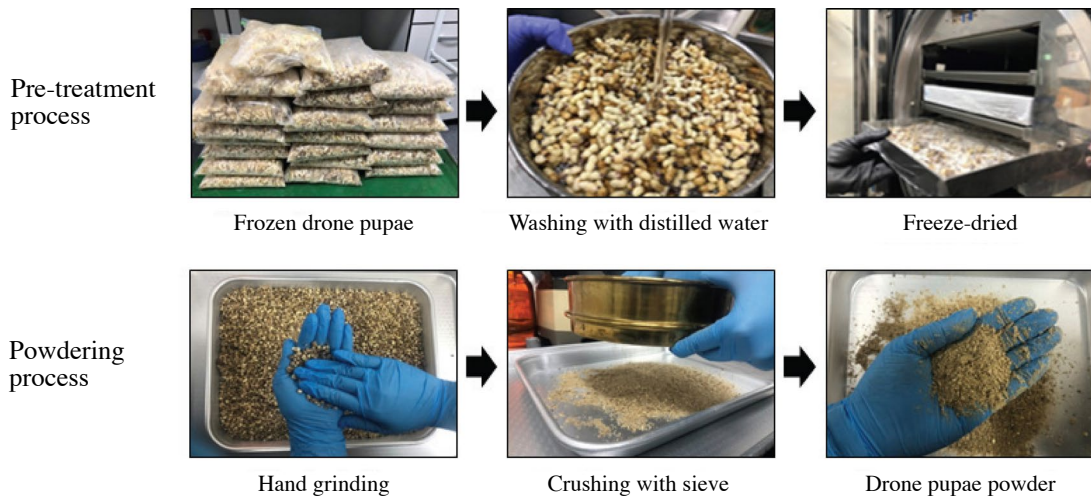 Pre-treatment
process
Frozen drone pupae
Washing with distilled water
Freeze-dried
Powdering
process
Hand grinding
Crushing with sieve
Drone pupae powder